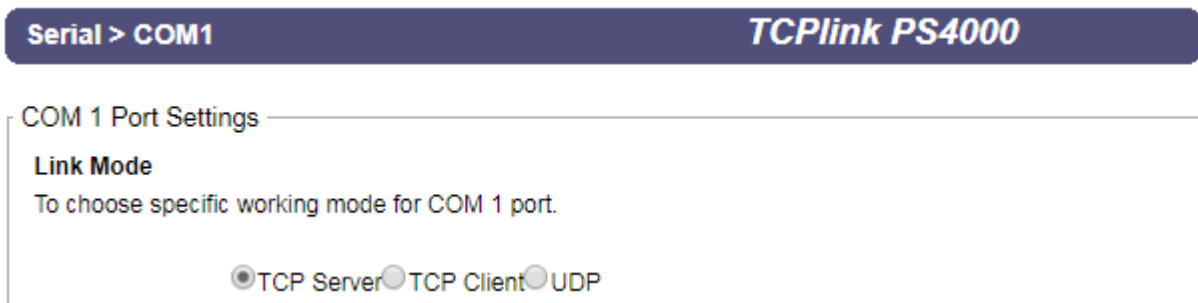 Serial > COM1 TCPlink PS4000
COM 1 Port Settings
Link Mode
To choose specific working mode for COM 1 port.
TCP Server TCP Client UDP